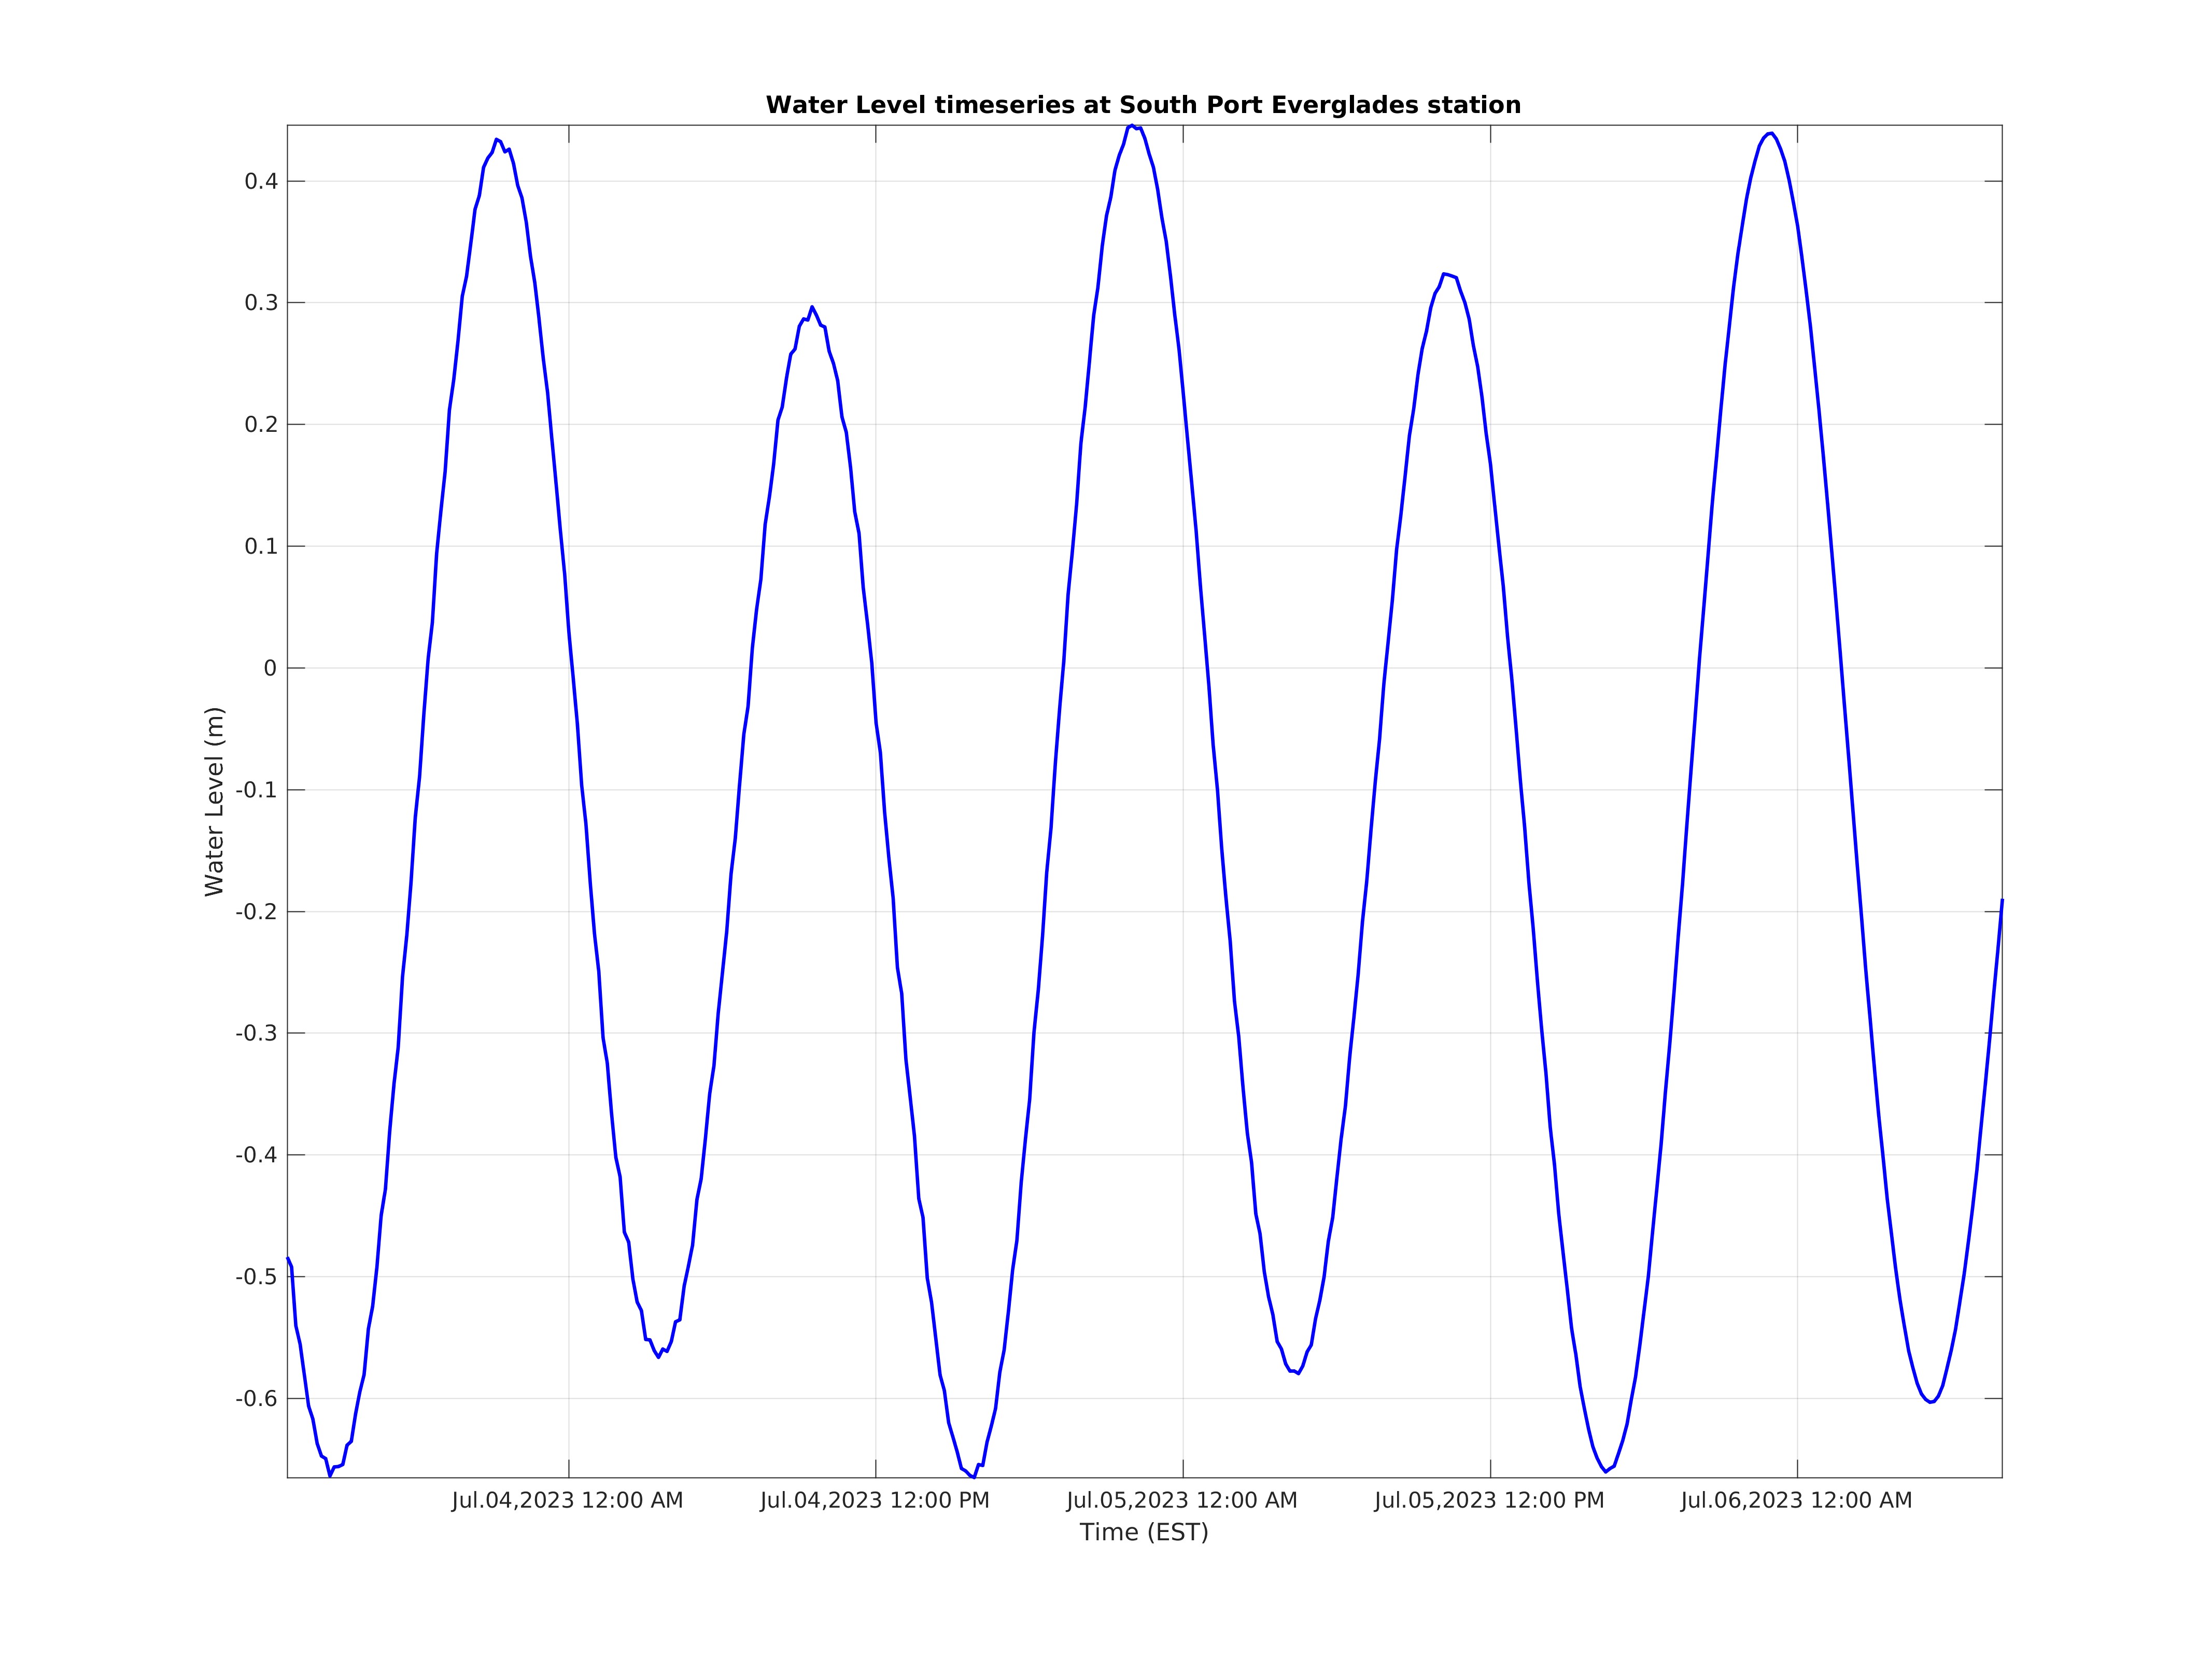 Water Level timeseries at South Port Everglades station
Water Level (m)
0.4
0.3
0.2
0.1
0
-0.1
-0.2
-0.3
-0.4
-0.5
-0.6
Jul.04,2023 12:00 AM
Jul.04,2023 12:00 PM
Jul.05,2023 12:00 AM
Jul.05,2023 12:00 PM
Jul.06,2023 12:00 AM
Time (EST)